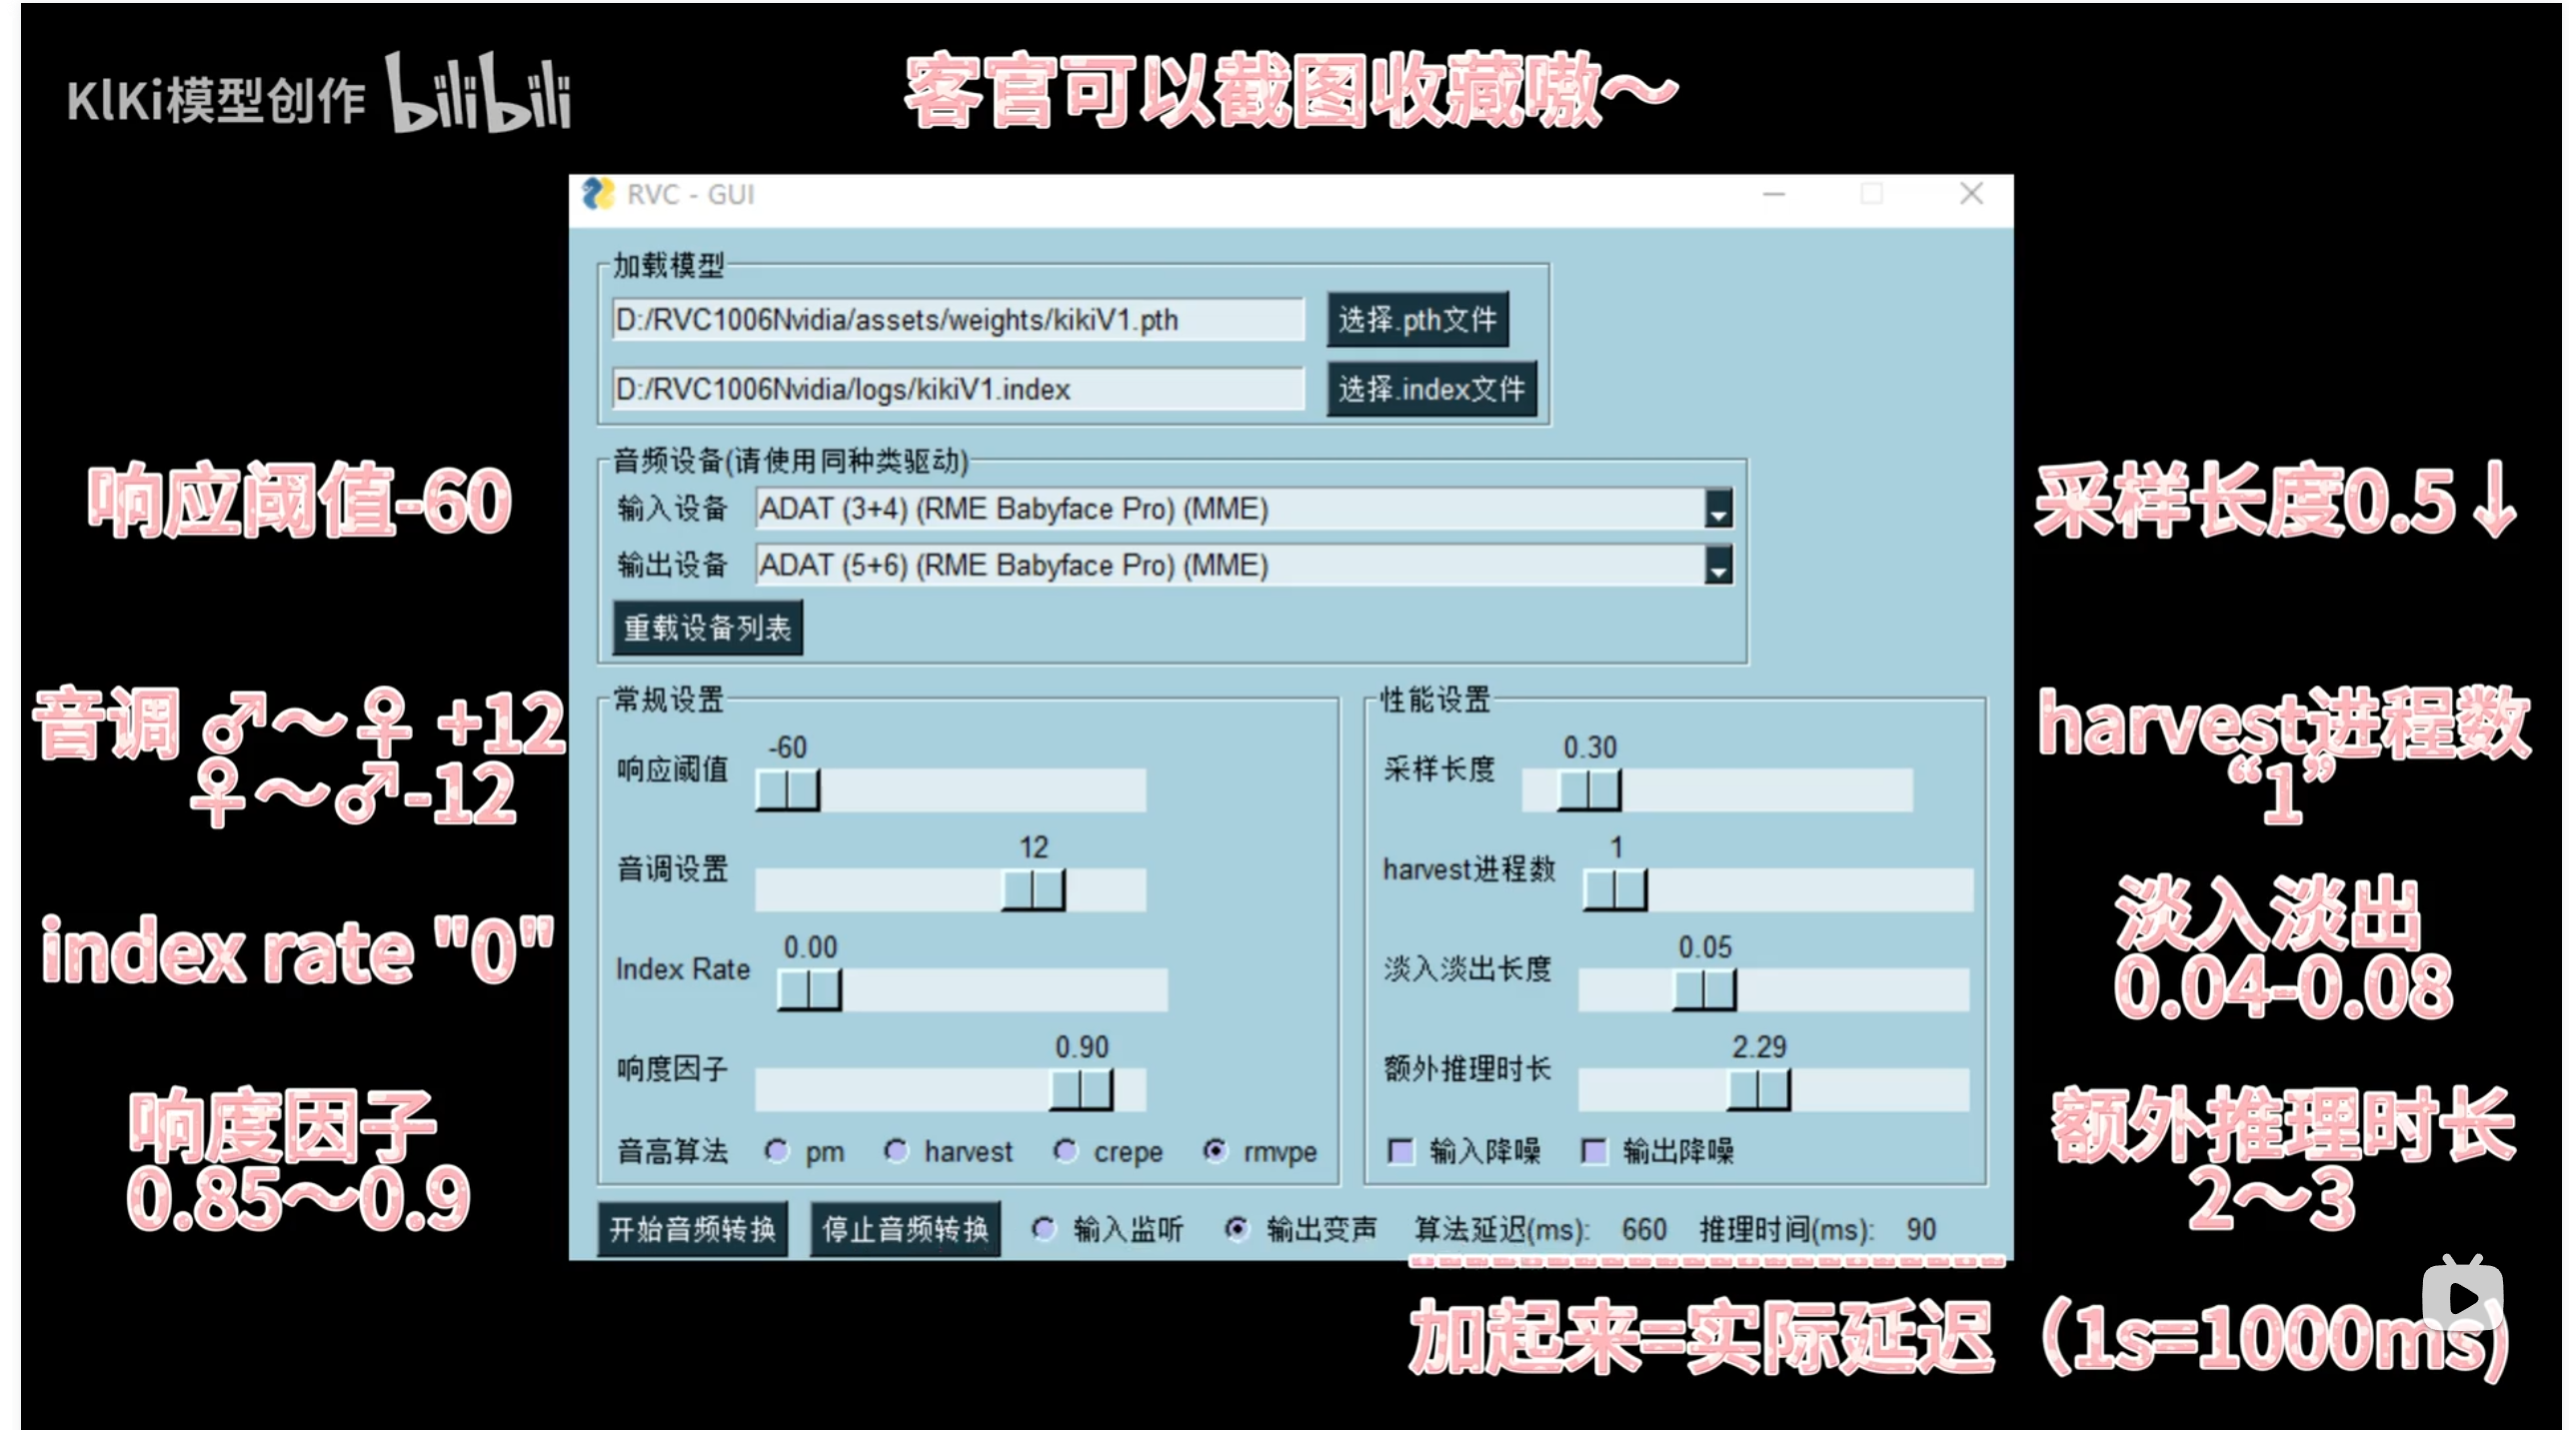 KlKi模型创作 bilibili
客官可以截图收藏嗷～
RVC - GUI
加载模型
D:/RVC1006Nvidia/assets/weights/kikiV1.pth
选择.pth文件
D:/RVC1006Nvidia/logs/kikiV1.index
选择.index文件
音频设备(请使用同种类驱动)
输入设备
ADAT (3+4) (RME Babyface Pro) (MME)
输出设备
ADAT (5+6) (RME Babyface Pro) (MME)
重载设备列表
响应阈值-60
音调 ♂～♀ +12
♀～♂-12
index rate "0"
响度因子
0.85～0.9
常规设置
-60
响应阈值
12
音调设置
0.00
Index Rate
0.90
响度因子
音高算法 pm harvest crepe rmvpe
性能设置
0.30
采样长度
1
harvest进程数
0.05
淡入淡出长度
2.29
额外推理时长
输入降噪 输出降噪
采样长度0.5↓
harvest进程数
“1”
淡入淡出
0.04-0.08
额外推理时长
2～3
开始音频转换 停止音频转换 输入监听 输出变声 算法延迟(ms): 660 推理时间(ms): 90
加起来=实际延迟（1s=1000ms)